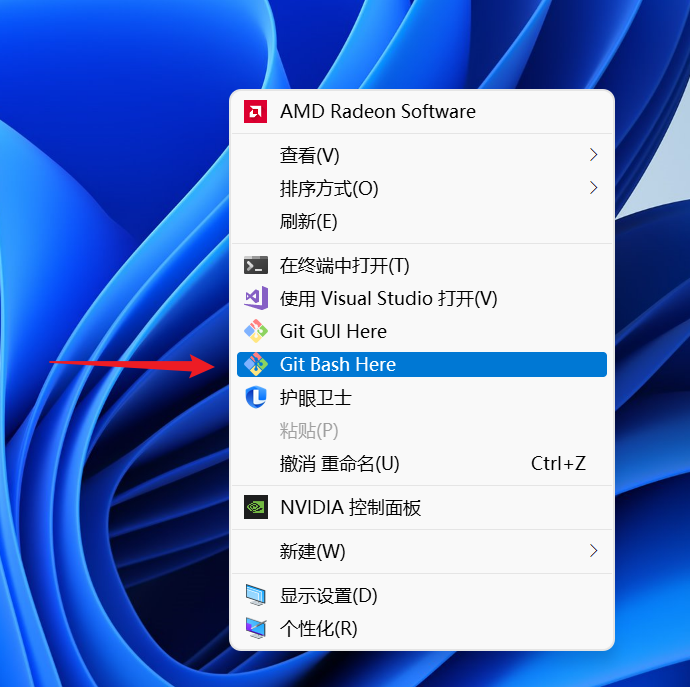 AMD Radeon Software
查看(V)
排序方式(O)
刷新(E)
在终端中打开(T)
使用 Visual Studio 打开(V)
Git GUI Here
Git Bash Here
护眼卫士
粘贴(P)
撤消 重命名(U) Ctrl+Z
NVIDIA 控制面板
新建(W)
显示设置(D)
个性化(R)